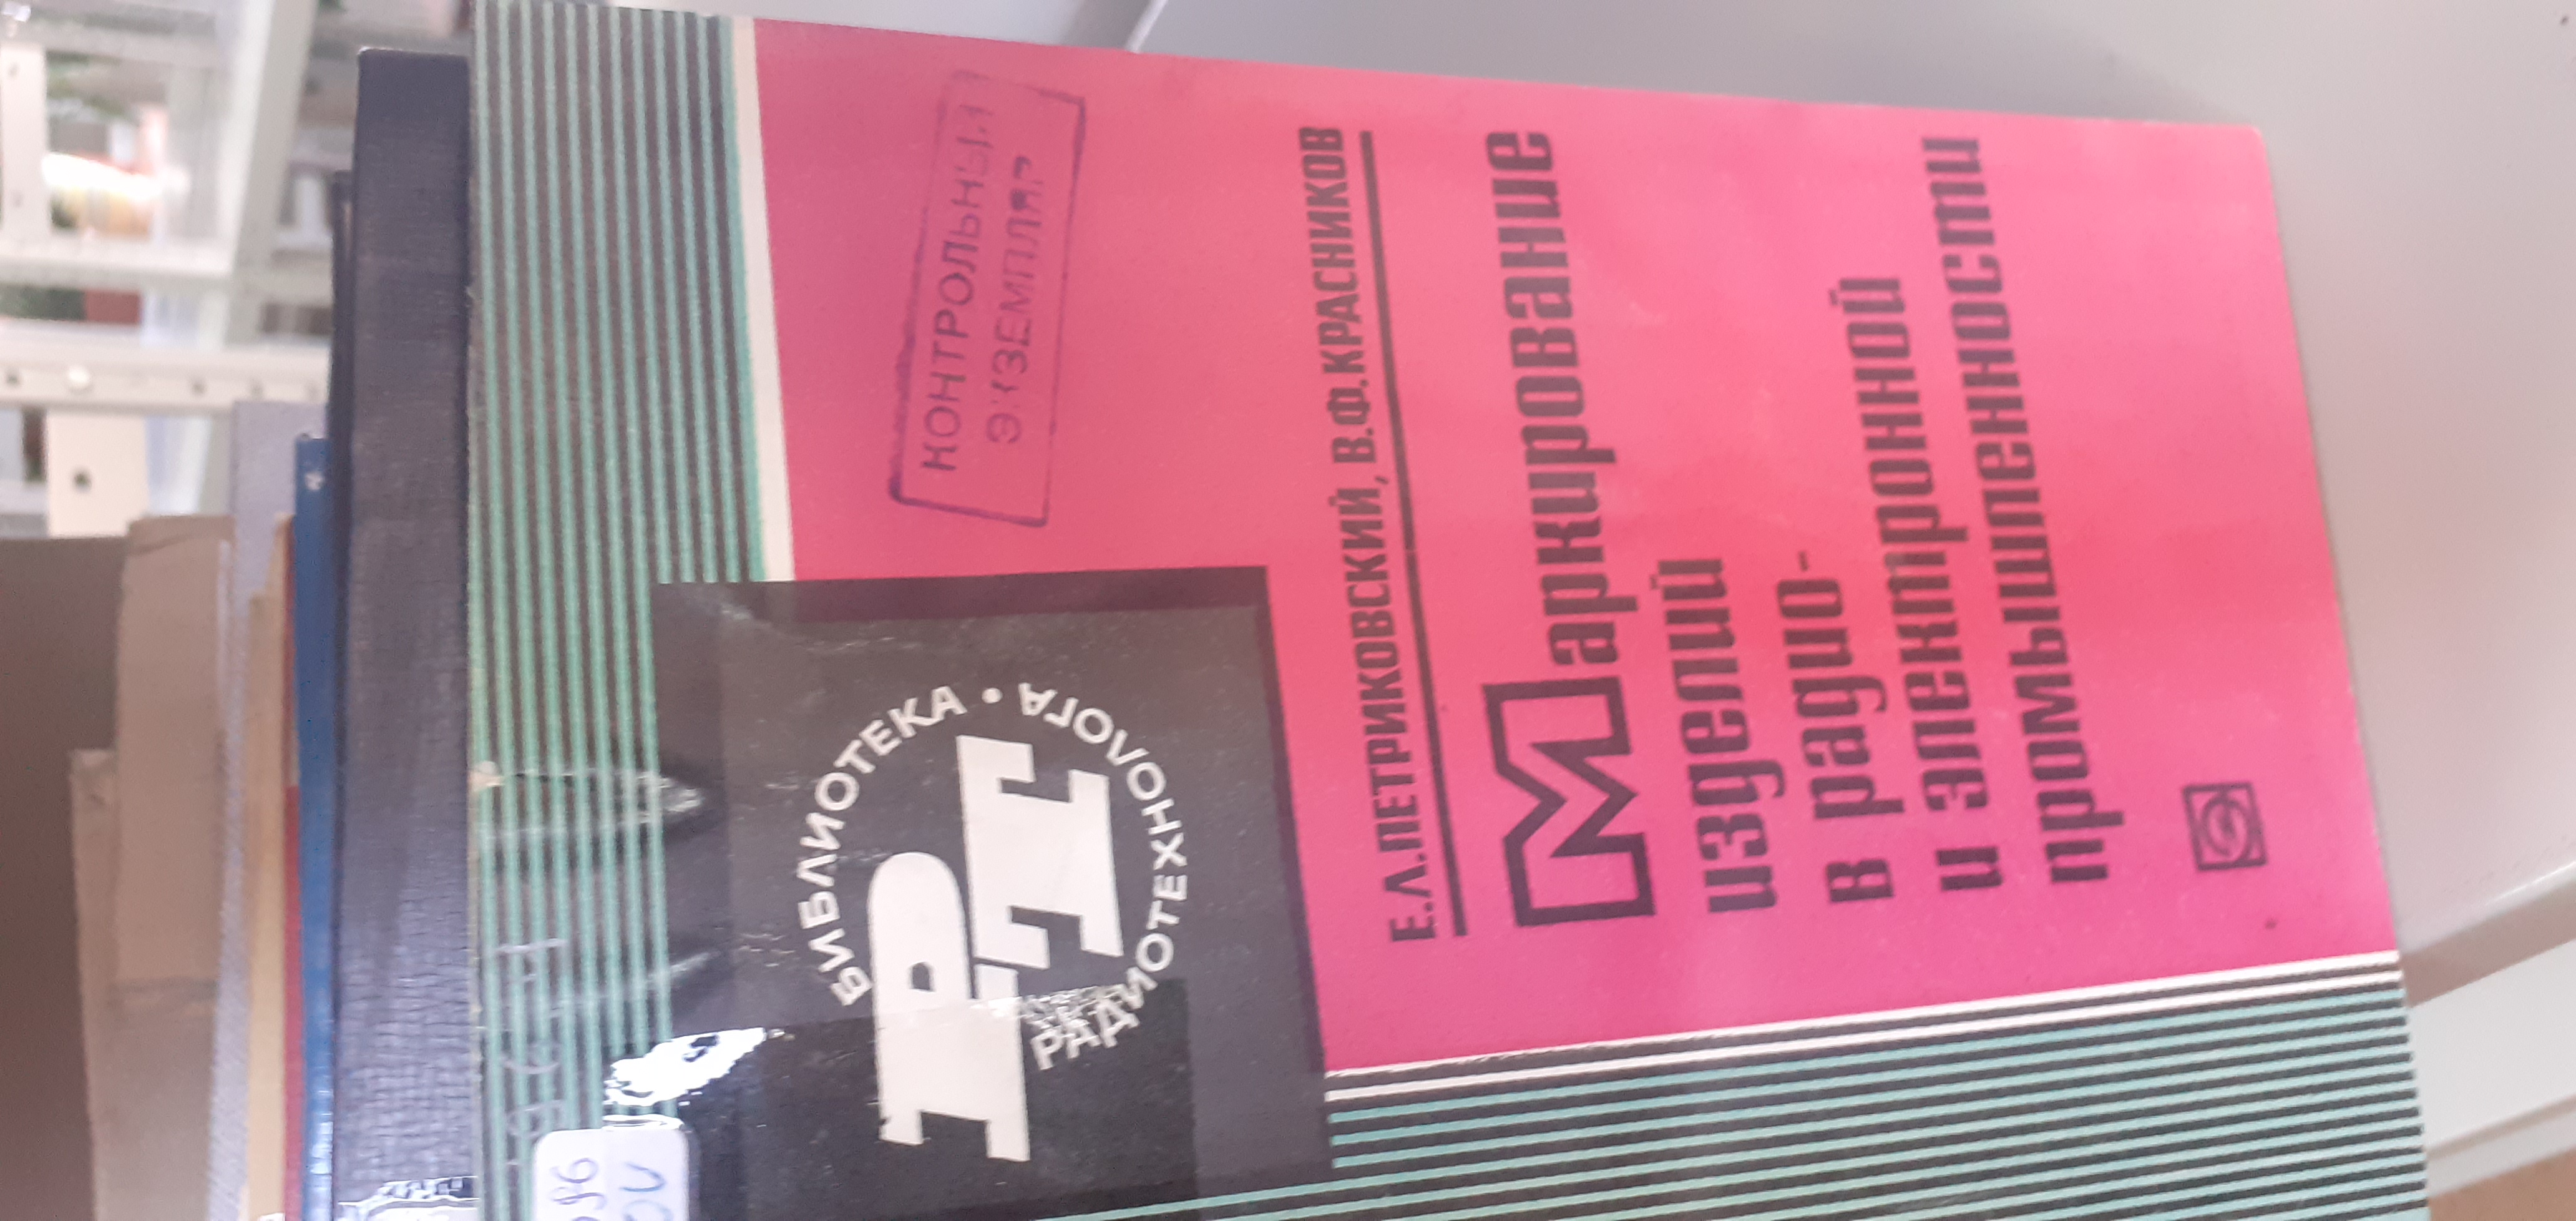 КОНТРОЛЬНЫЙ
ЭКЗЕМПЛЯР
БИБЛИОТЕКА • РАДИОТЕХНОЛОГА
РТ
Е.Л.ПЕТРИКОВСКИЙ, В.Ф.КРАСНИКОВ
Маркирование
изделий
в радио-
и электронной
промышленности